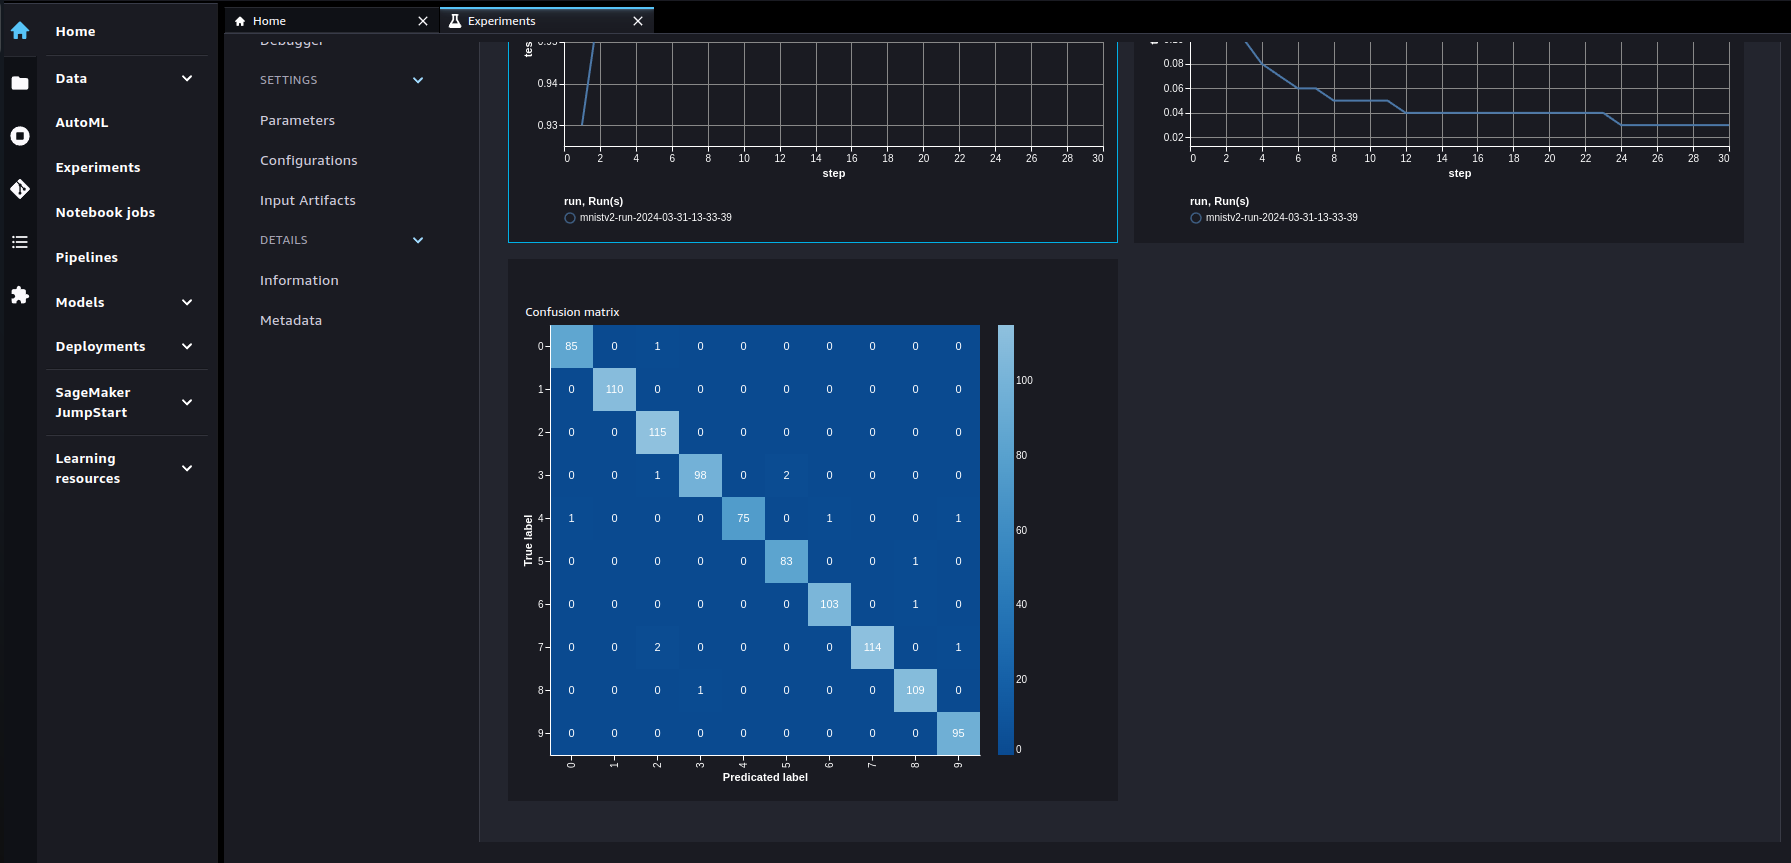 Home
Data
AutoML
Experiments
Notebook jobs
Pipelines
Models
Deployments
SageMaker
JumpStart
Learning
resources
Home
Experiments
Debugger
SETTINGS
Parameters
Configurations
Input Artifacts
DETAILS
Information
Metadata
tes
0.95
0.94
0.93
0 2 4 6 8 10 12 14 16 18 20 22 24 26 28 30
step
run, Run(s)
mnistv2-run-2024-03-31-13-33-39
0.08
0.06
0.04
0.02
0 2 4 6 8 10 12 14 16 18 20 22 24 26 28 30
step
run, Run(s)
mnistv2-run-2024-03-31-13-33-39
Confusion matrix
True label
0 85 0 1 0 0 0 0 0 0 0
1 0 110 0 0 0 0 0 0 0 0
2 0 0 115 0 0 0 0 0 0 0
3 0 0 1 98 0 2 0 0 0 0
4 1 0 0 0 75 0 1 0 0 1
5 0 0 0 0 0 83 0 0 1 0
6 0 0 0 0 0 0 103 0 1 0
7 0 0 2 0 0 0 0 114 0 1
8 0 0 0 1 0 0 0 0 109 0
9 0 0 0 0 0 0 0 0 0 95
0 1 2 3 4 5 6 7 8 9
Predicated label
100
80
60
40
20
0